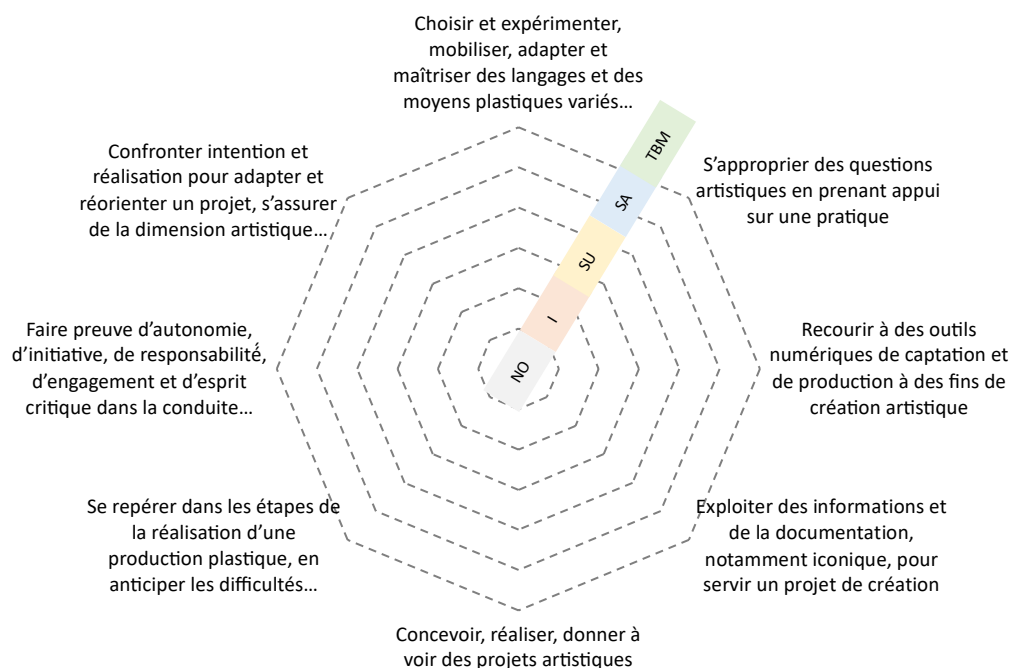 Choisir et expérimenter,
mobiliser, adapter et
maîtriser des langages et des
moyens plastiques variés…
TBM
SA
SU
I
NO
S’approprier des questions
artistiques en prenant appui
sur une pratique
Recourir à des outils
numériques de captation et
de production à des fins de
création artistique
Exploiter des informations et
de la documentation,
notamment iconique, pour
servir un projet de création
Concevoir, réaliser, donner à
voir des projets artistiques
Se repérer dans les étapes de
la réalisation d’une
production plastique, en
anticiper les difficultés…
Faire preuve d’autonomie,
d’initiative, de responsabilité,
d’engagement et d’esprit
critique dans la conduite…
Confronter intention et
réalisation pour adapter et
réorienter un projet, s’assurer
de la dimension artistique…